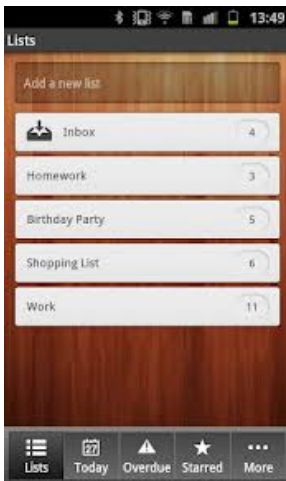 13:49
Lists
Add a new list
Inbox 4
Homework 3
Birthday Party 5
Shopping List 6
Work 11
27
Lists Today Overdue Starred More